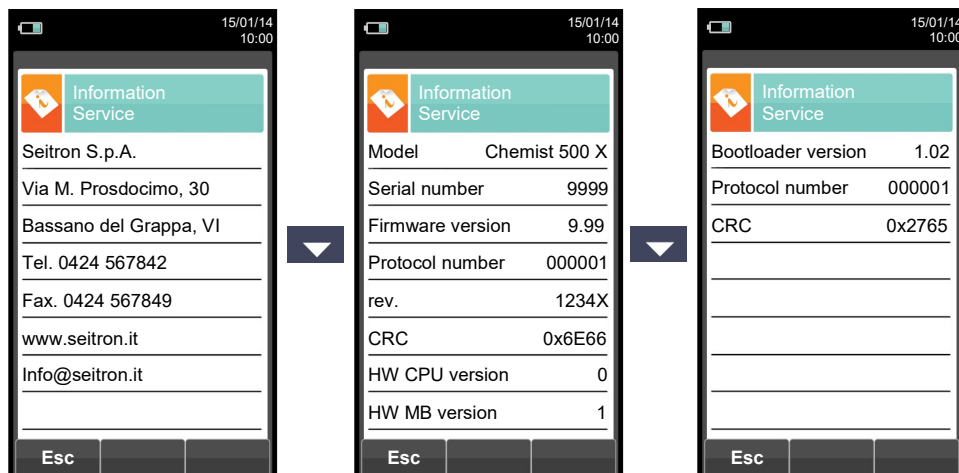 15/01/14
10:00
Information
Service
Seitron S.p.A.
Via M. Prosdocimo, 30
Bassano del Grappa, VI
Tel. 0424 567842
Fax. 0424 567849
www.seitron.it
Info@seitron.it
Esc
15/01/14
10:00
Information
Service
Model Chemist 500 X
Serial number 9999
Firmware version 9.99
Protocol number 000001
rev. 1234X
CRC 0x6E66
HW CPU version 0
HW MB version 1
Esc
15/01/14
10:00
Information
Service
Bootloader version 1.02
Protocol number 000001
CRC 0x2765
Esc